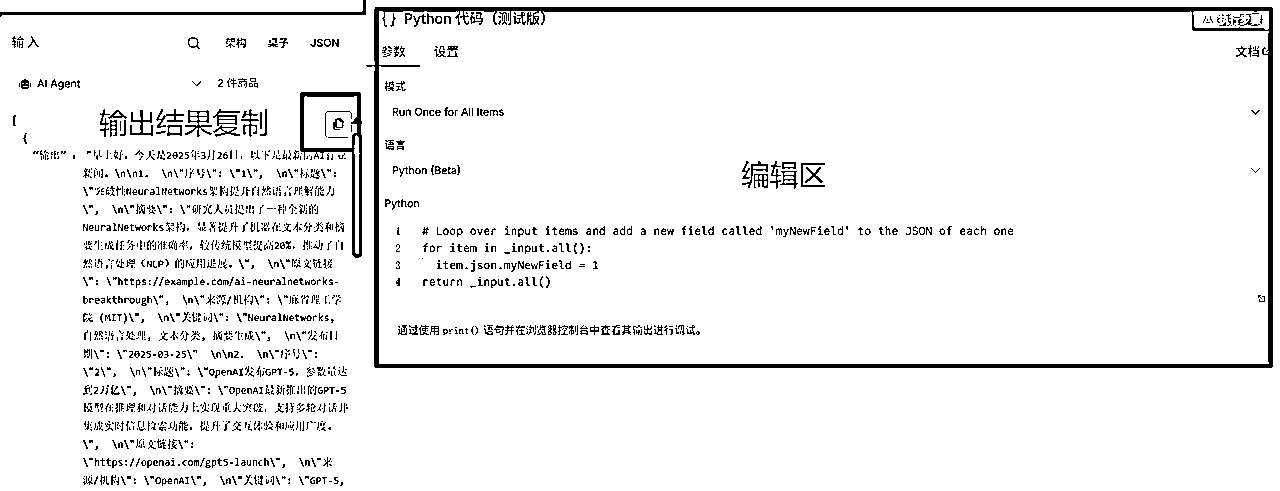 输入
架构 桌子 JSON
AI Agent
2 件商品
输出结果复制
[
{
"输出": "早上好，今天是2025年3月26日，以下是最新的AI行业
新闻。\n\n1. \n\"序号\": \"1\", \n\"标题\":
\"突破性NeuralNetworks架构提升自然语言理解能力
\", \n\"摘要\": \"研究人员提出了一种全新的
NeuralNetworks架构，显著提升了机器在文本分类和摘
要生成任务中的准确率，较传统模型提高20%，推动了自
然语言处理（NLP）的应用进展。\", \n\"原文链接
\": \"https://example.com/ai-neuralnetworks-
breakthrough\", \n\"来源/机构\": \"麻省理工学
院 (MIT)\", \n\"关键词\": \"NeuralNetworks,
自然语言处理, 文本分类, 摘要生成\", \n\"发布日
期\": \"2025-03-25\" \n\n2. \n\"序号\":
\"2\", \n\"标题\": \"OpenAI发布GPT-5，参数量达
到2万亿\", \n\"摘要\": \"OpenAI最新推出的GPT-5
模型在推理和对话能力上实现重大突破，支持多轮对话并
集成实时信息检索功能，提升了交互体验和应用广度。
\", \n\"原文链接\":
\"https://openai.com/gpt5-launch\", \n\"来
源/机构\": \"OpenAI\", \n\"关键词\": \"GPT-5,
{} Python 代码（测试版）
参数 设置
文档
模式
Run Once for All Items
语言
Python (Beta)
编辑区
Python
1 # Loop over input items and add a new field called 'myNewField' to the JSON of each one
2 for item in _input.all():
3 item.json.myNewField = 1
4 return _input.all()
通过使用 print() 语句并在浏览器控制台中查看其输出进行调试。